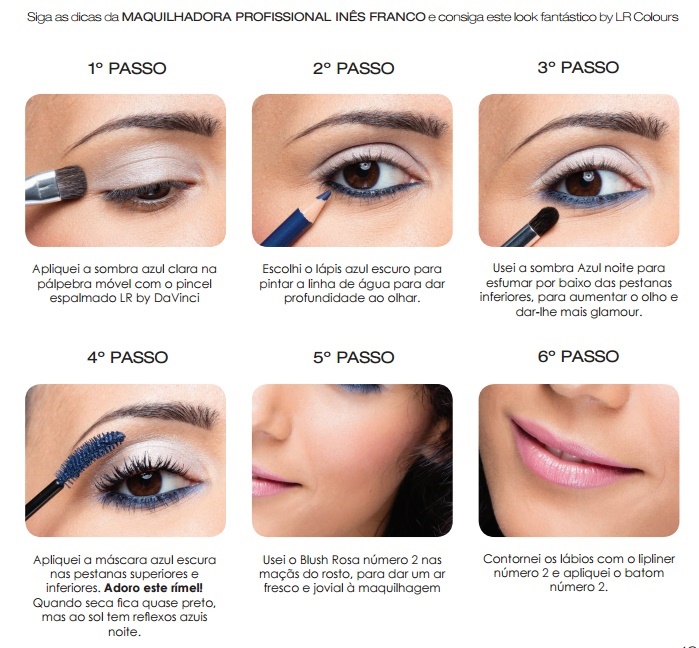 Siga as dicas da MAQUILHADORA PROFISSIONAL INÊS FRANCO e consiga este look fantástico by LR Colours
1º PASSO
2º PASSO
3º PASSO
Apliquei a sombra azul clara na
pálpebra móvel com o pincel
espalmado LR by DaVinci
Escolhi o lápis azul escuro para
pintar a linha de água para dar
profundidade ao olhar.
Usei a sombra Azul noite para
esfumar por baixo das pestanas
inferiores, para aumentar o olho e
dar-lhe mais glamour.
4º PASSO
5º PASSO
6º PASSO
Apliquei a máscara azul escura
nas pestanas superiores e
inferiores. Adoro este rímel!
Quando seca fica quase preto,
mas ao sol tem reflexos azuis
noite.
Usei o Blush Rosa número 2 nas
maçãs do rosto, para dar um ar
fresco e jovial à maquilhagem
Contornei os lábios com o lipliner
número 2 e apliquei o batom
número 2.